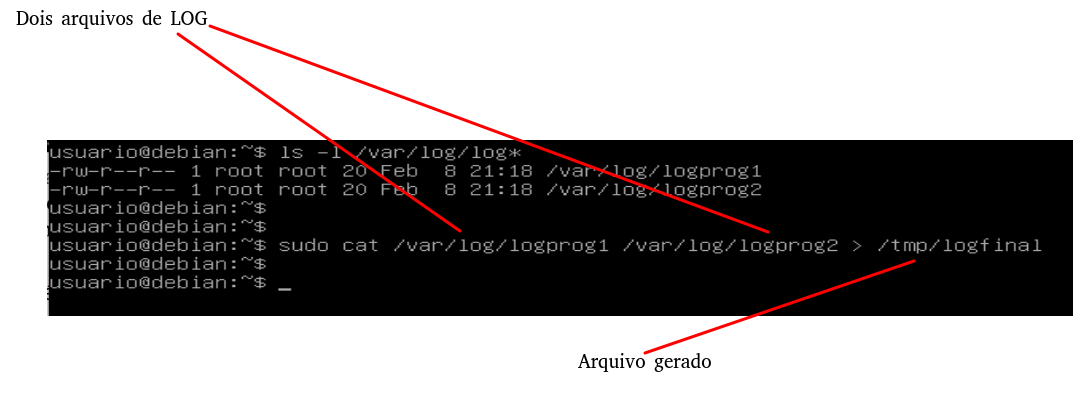 Dois arquivos de LOG
usuario@debian:~$ ls -l /var/log/log*
-rw-r--r-- 1 root root 20 Feb  8 21:18 /var/log/logprog1
-rw-r--r-- 1 root root 20 Feb  8 21:18 /var/log/logprog2
usuario@debian:~$
usuario@debian:~$
usuario@debian:~$ sudo cat /var/log/logprog1 /var/log/logprog2 > /tmp/logfinal
usuario@debian:~$
usuario@debian:~$ _
Arquivo gerado